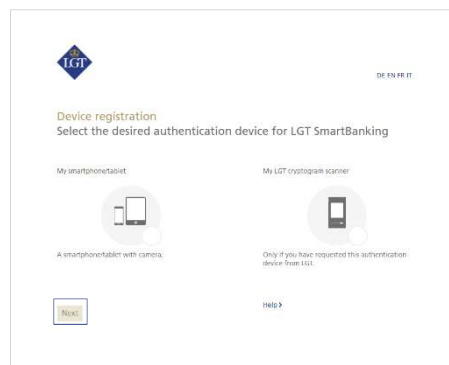 LGT
DE EN FR IT
Device registration
Select the desired authentication device for LGT SmartBanking
My smartphone/tablet
My LGT cryptogram scanner
A smartphone/tablet with camera.
Only if you have requested this authentication
device from LGT.
Next
Help >